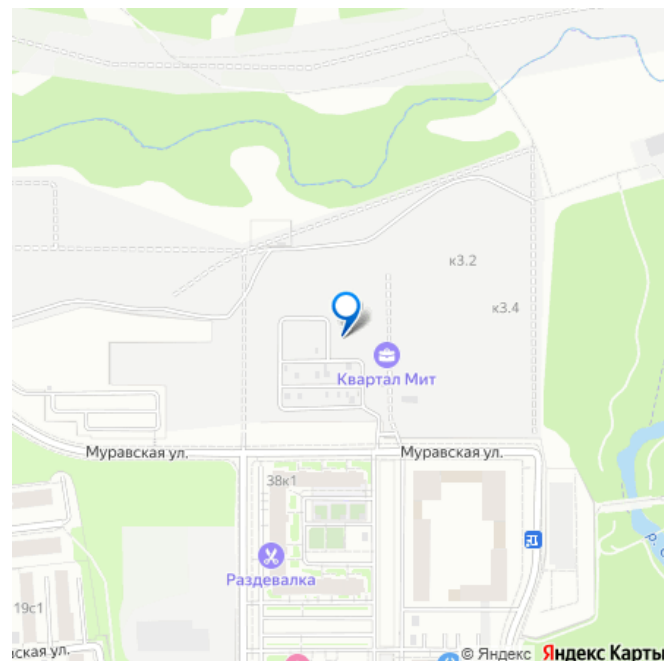 к3.2
к3.4
Квартал Мит
Муравская ул.
Муравская ул.
38к1
Раздевалка
19с1
ская ул.
р. С
© Яндекс Яндекс Карты